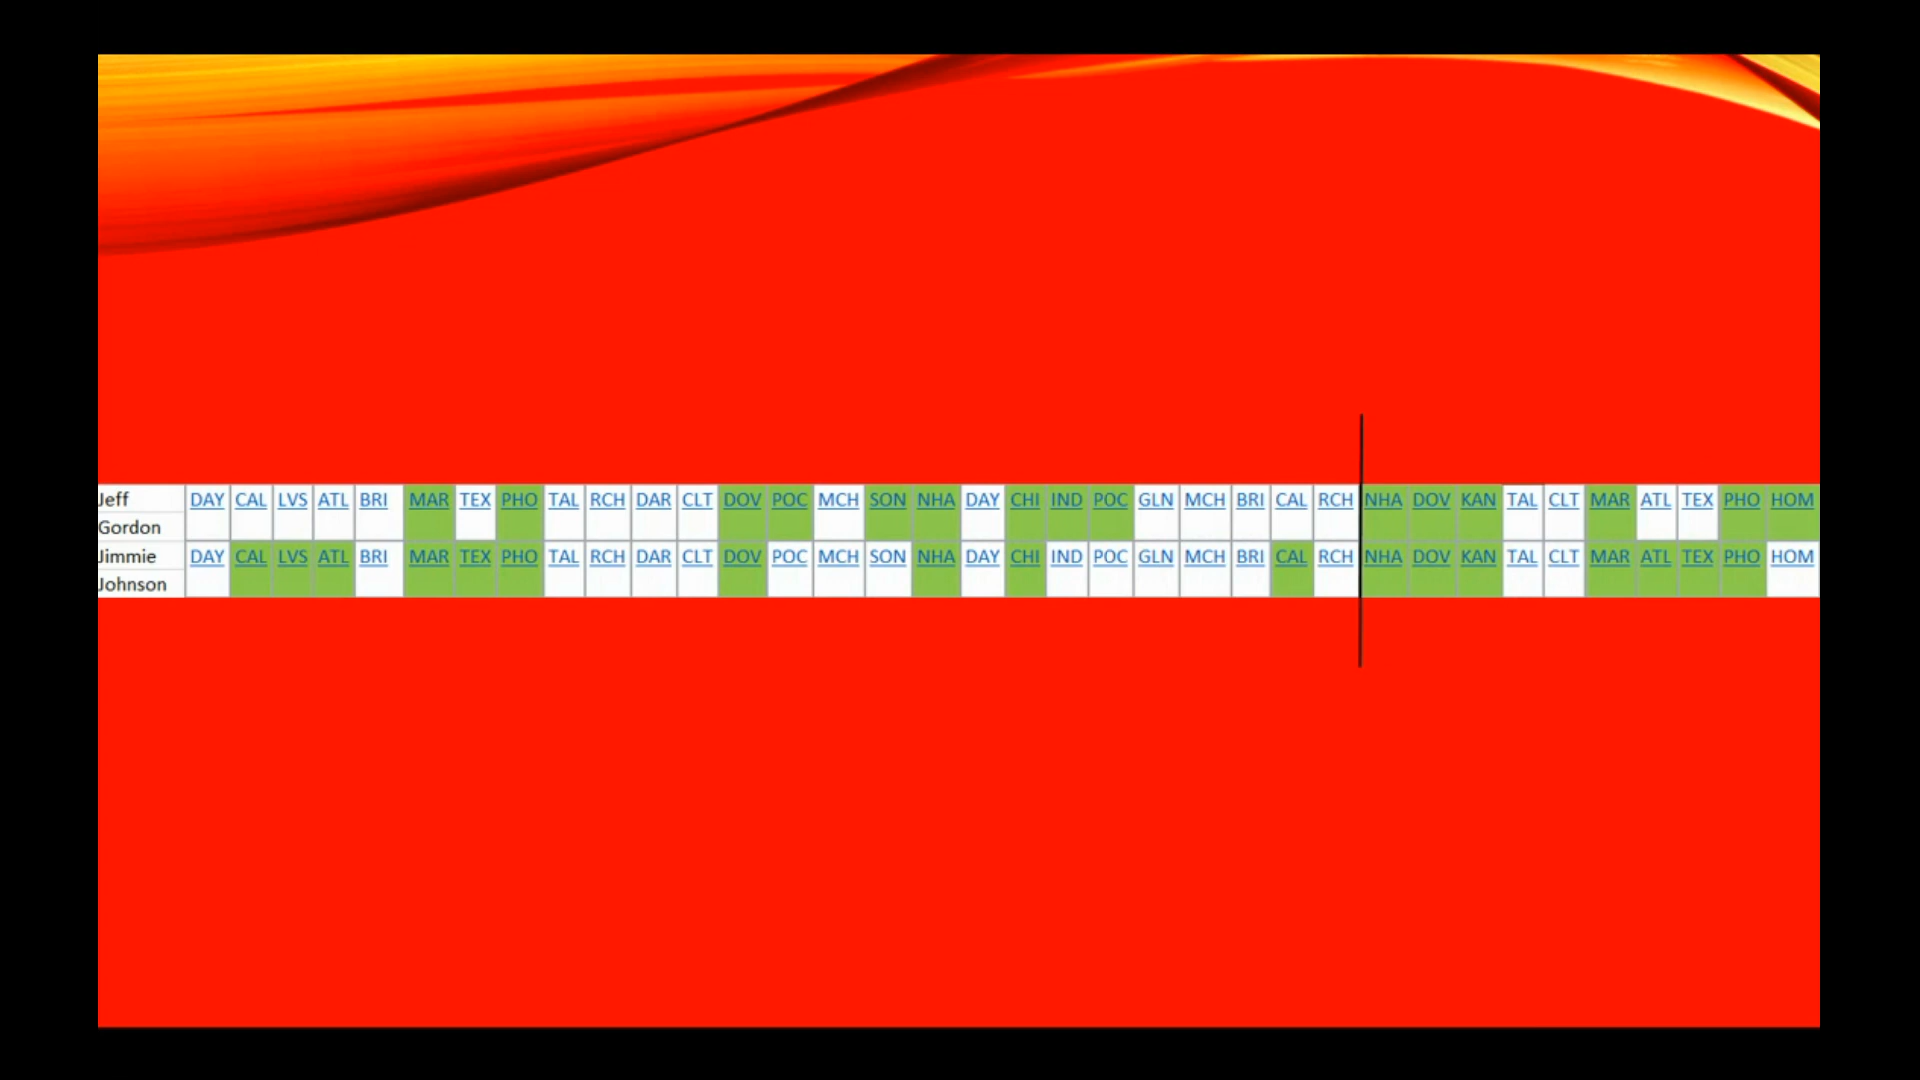 Jeff DAY CAL LVS ATL BRI MAR TEX PHO TAL RCH DAR CLT DOV POC MCH SON NHA DAY CHI IND POC GLN MCH BRI CAL RCH NHA DOV KAN TAL CLT MAR ATL TEX PHO HOM
Gordon
Jimmie DAY CAL LVS ATL BRI MAR TEX PHO TAL RCH DAR CLT DOV POC MCH SON NHA DAY CHI IND POC GLN MCH BRI CAL RCH NHA DOV KAN TAL CLT MAR ATL TEX PHO HOM
Johnson